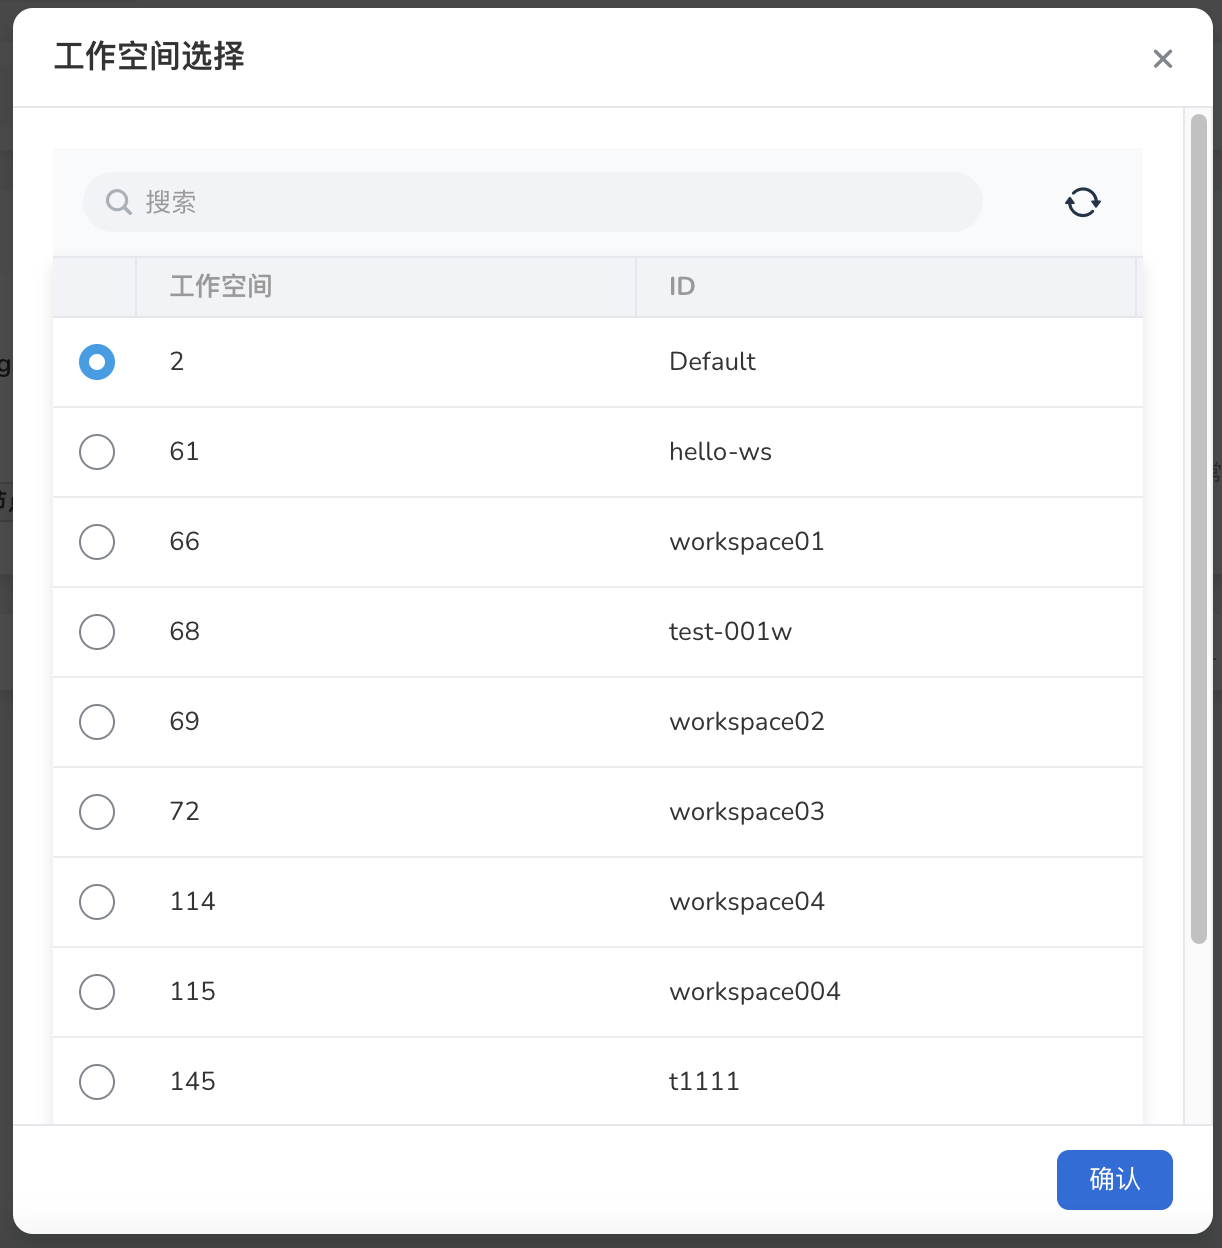 工作空间选择
搜索
工作空间 ID
2 Default
61 hello-ws
66 workspace01
68 test-001w
69 workspace02
72 workspace03
114 workspace04
115 workspace004
145 t1111
确认